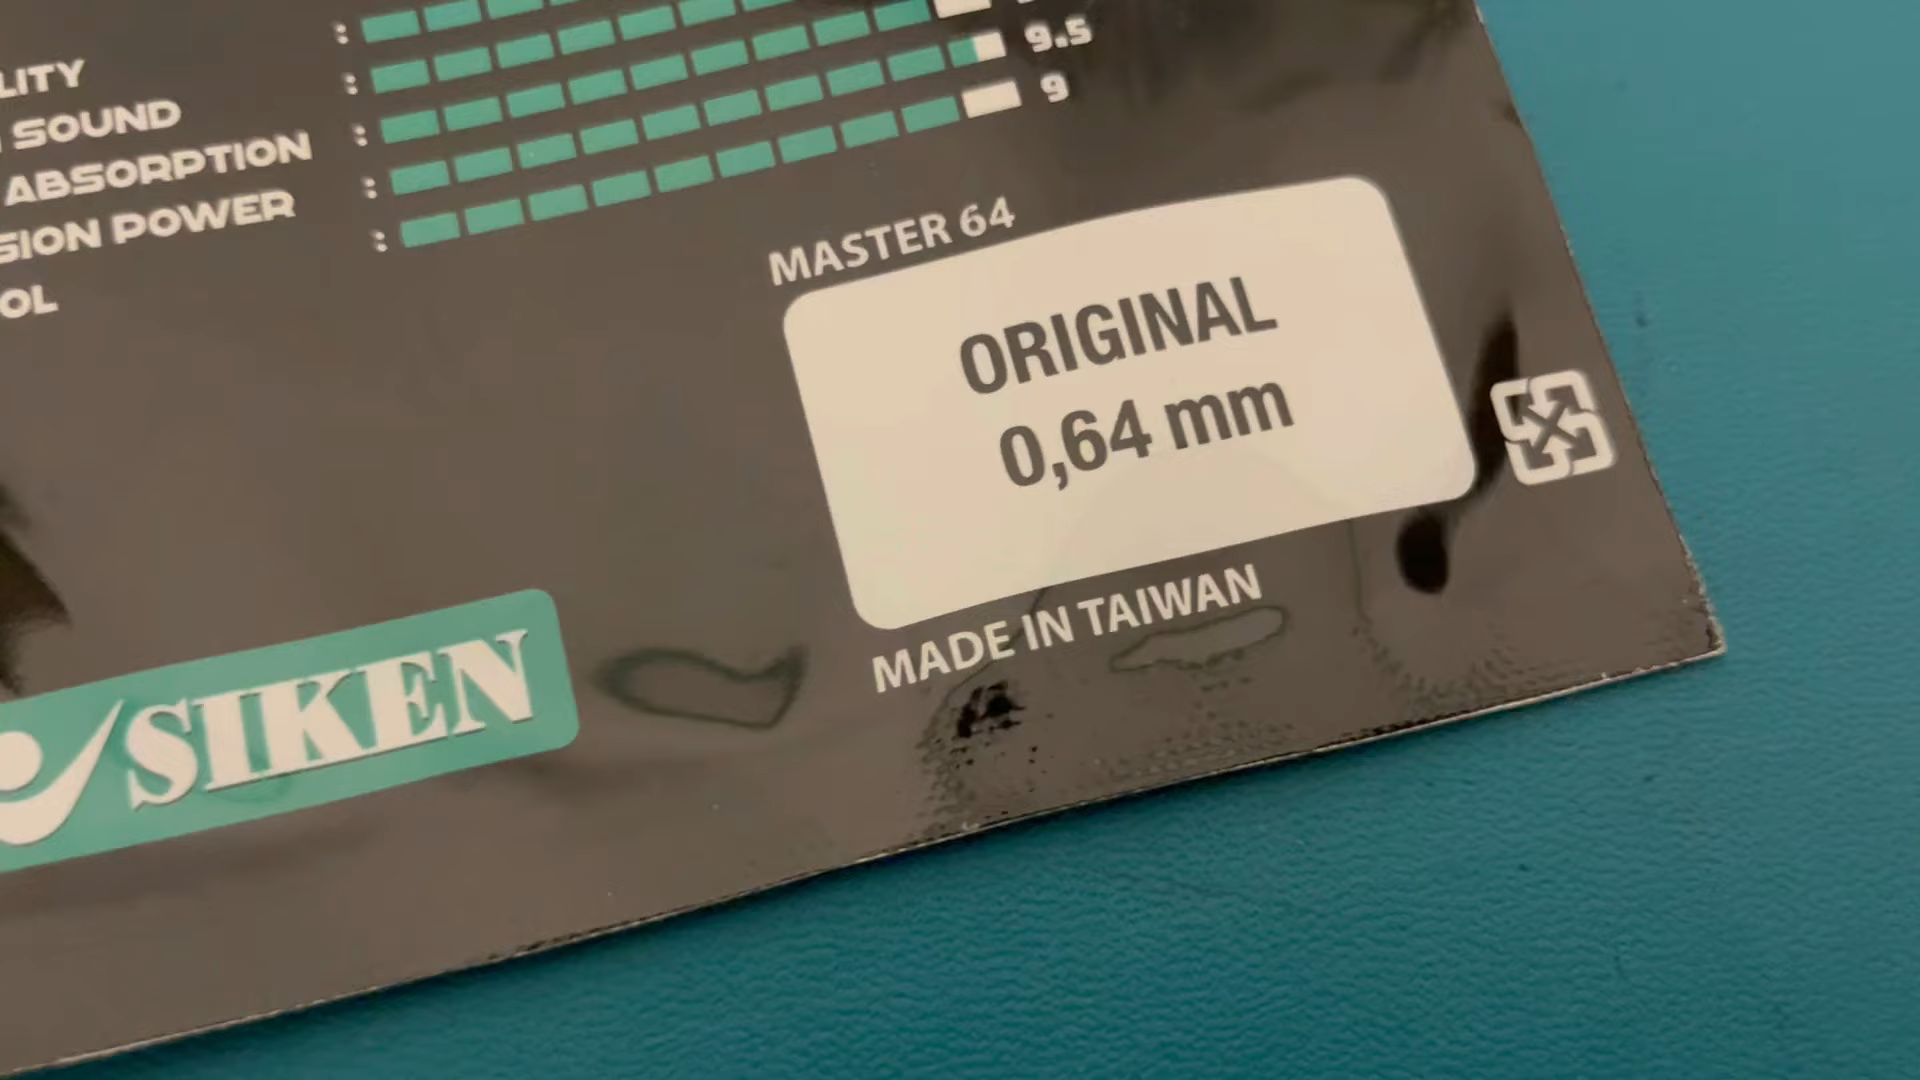 LITY
SOUND
ABSORPTION
SION POWER
9.5
OL
9
MASTER 64
ORIGINAL
0,64 mm
MADE IN TAIWAN
SIKEN